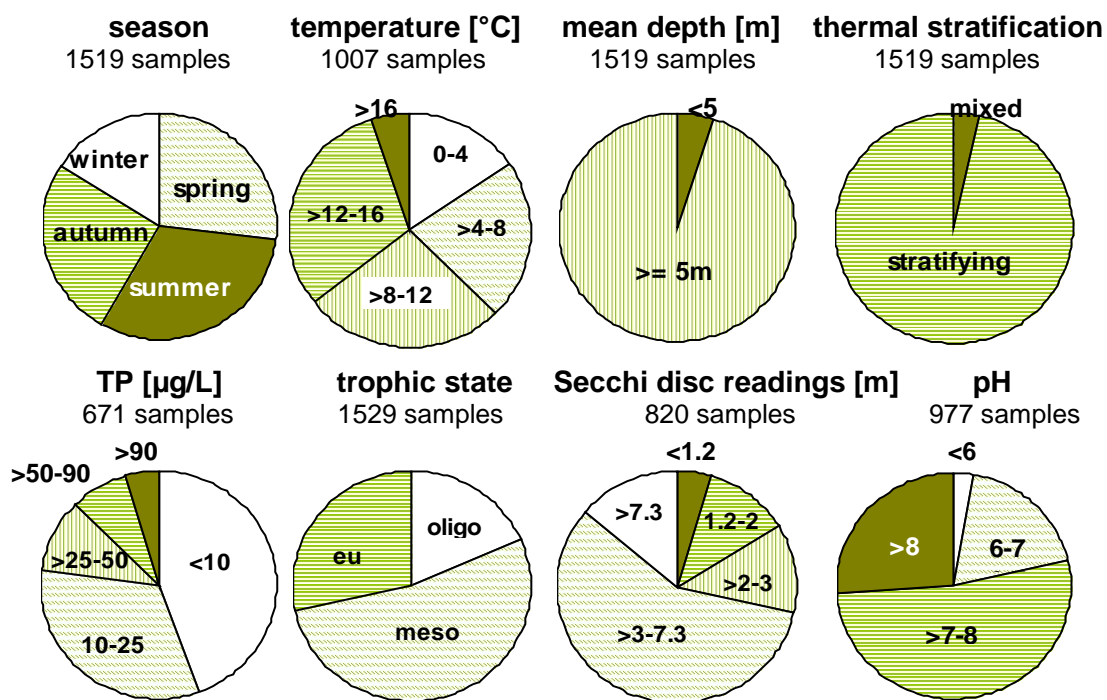 season
1519 samples
winter
spring
autumn
summer
temperature [°C]
1007 samples
>16
0-4
>12-16
>4-8
>8-12
mean depth [m]
1519 samples
<5
>= 5m
thermal stratification
1519 samples
mixed
stratifying
TP [µg/L]
671 samples
>90
>50-90
>25-50
<10
10-25
trophic state
1529 samples
oligo
eu
meso
Secchi disc readings [m]
820 samples
<1.2
>7.3
1.2-2
>2-3
>3-7.3
pH
977 samples
<6
>8
6-7
>7-8